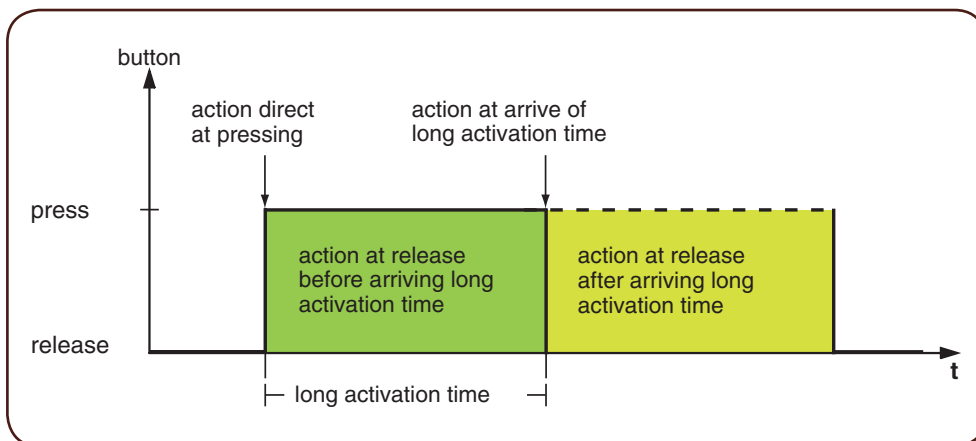 button
action direct
at pressing
action at arrive of
long activation time
press
action at release
before arriving long
activation time
action at release
after arriving long
activation time
release
t
long activation time